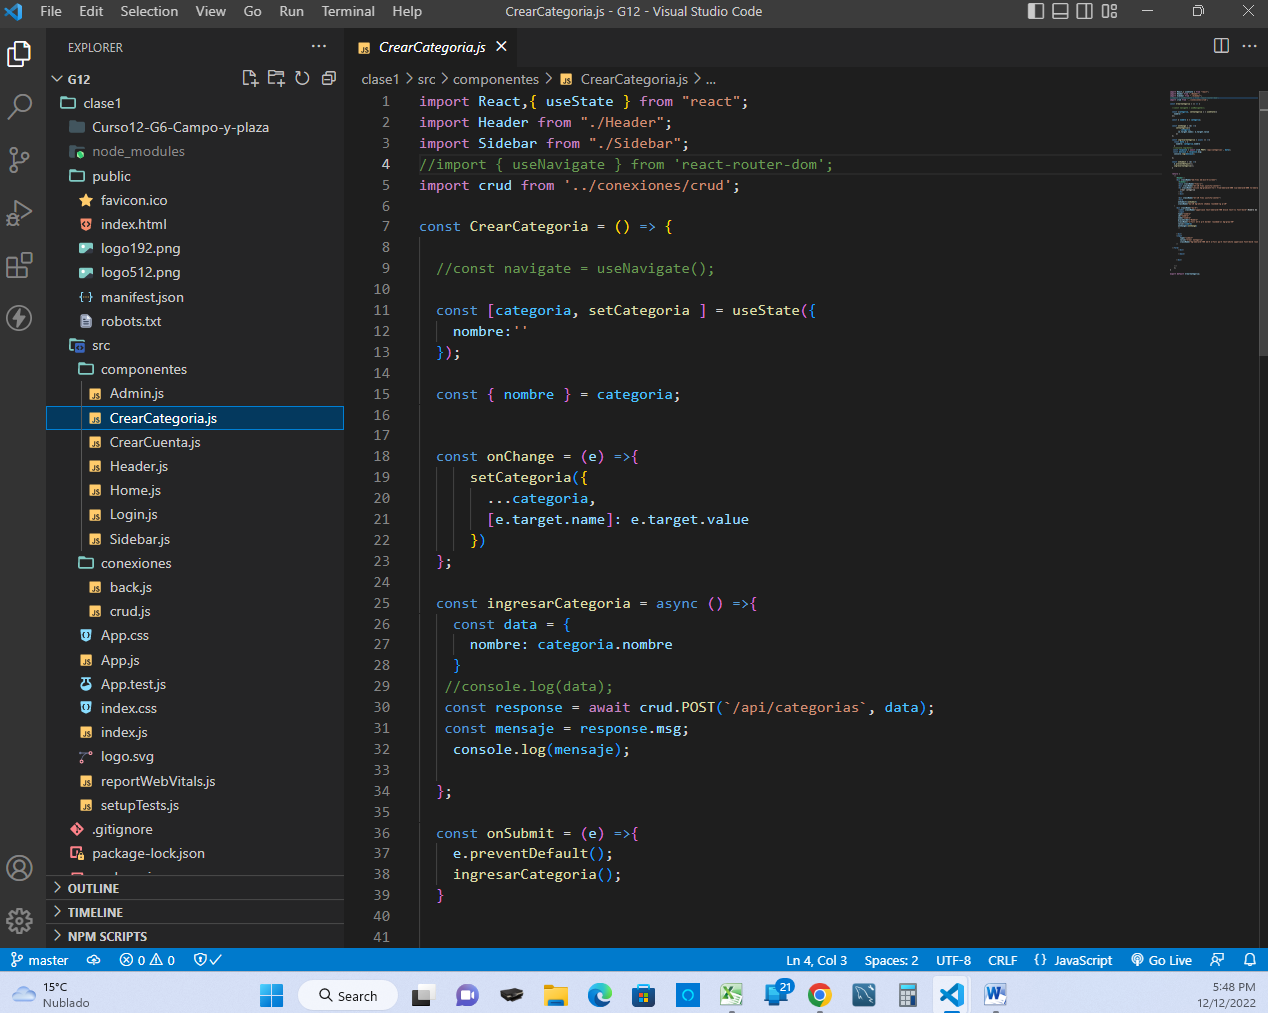 File Edit Selection View Go Run Terminal Help CrearCategoria.js - G12 - Visual Studio Code
EXPLORER
G12
clase1
Curso12-G6-Campo-y-plaza
node_modules
public
favicon.ico
index.html
logo192.png
logo512.png
manifest.json
robots.txt
src
componentes
Admin.js
CrearCategoria.js
CrearCuenta.js
Header.js
Home.js
Login.js
Sidebar.js
conexiones
back.js
crud.js
App.css
App.js
App.test.js
index.css
index.js
logo.svg
reportWebVitals.js
setupTests.js
.gitignore
package-lock.json
OUTLINE
TIMELINE
NPM SCRIPTS
CrearCategoria.js
clase1 > src > componentes > CrearCategoria.js > ...
1 import React,{ useState } from "react";
2 import Header from "./Header";
3 import Sidebar from "./Sidebar";
4 //import { useNavigate } from 'react-router-dom';
5 import crud from '../conexiones/crud';
6
7 const CrearCategoria = () => {
8
9 //const navigate = useNavigate();
10
11 const [categoria, setCategoria ] = useState({
12 nombre:''
13 });
14
15 const { nombre } = categoria;
16
17
18 const onChange = (e) =>{
19 setCategoria({
20 ...categoria,
21 [e.target.name]: e.target.value
22 })
23 };
24
25 const ingresarCategoria = async () =>{
26 const data = {
27 nombre: categoria.nombre
28 }
29 //console.log(data);
30 const response = await crud.POST(`/api/categorias`, data);
31 const mensaje = response.msg;
32 console.log(mensaje);
33
34 };
35
36 const onSubmit = (e) =>{
37 e.preventDefault();
38 ingresarCategoria();
39 }
40
41
master 0 0 Ln 4, Col 3 Spaces: 2 UTF-8 CRLF {} JavaScript Go Live
15°C
Nublado
Search
21
5:48 PM
12/12/2022